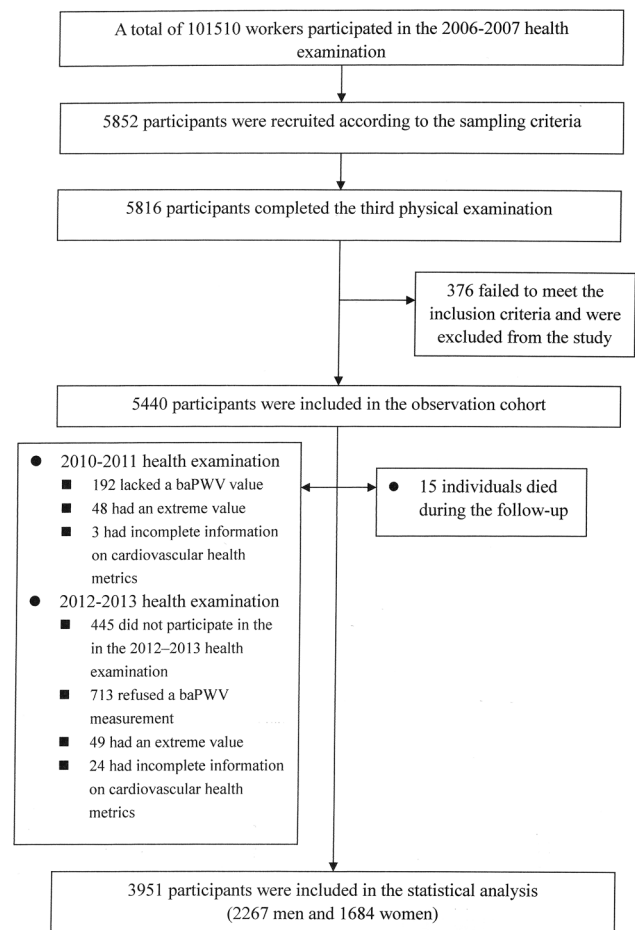 A total of 101510 workers participated in the 2006-2007 health
examination
5852 participants were recruited according to the sampling criteria
5816 participants completed the third physical examination
376 failed to meet the
inclusion criteria and were
excluded from the study
5440 participants were included in the observation cohort
● 2010-2011 health examination
■ 192 lacked a baPWV value
■ 48 had an extreme value
■ 3 had incomplete information
on cardiovascular health
metrics
● 2012-2013 health examination
■ 445 did not participate in the
in the 2012–2013 health
examination
■ 713 refused a baPWV
measurement
■ 49 had an extreme value
■ 24 had incomplete information
on cardiovascular health
metrics
● 15 individuals died
during the follow-up
3951 participants were included in the statistical analysis
(2267 men and 1684 women)